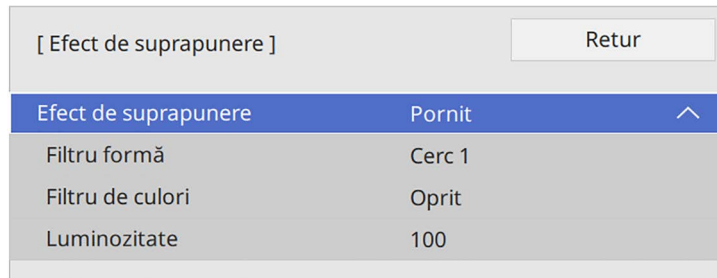 [ Efect de suprapunere ] Retur
Efect de suprapunere Pornit
Filtru formă Cerc 1
Filtru de culori Oprit
Luminozitate 100